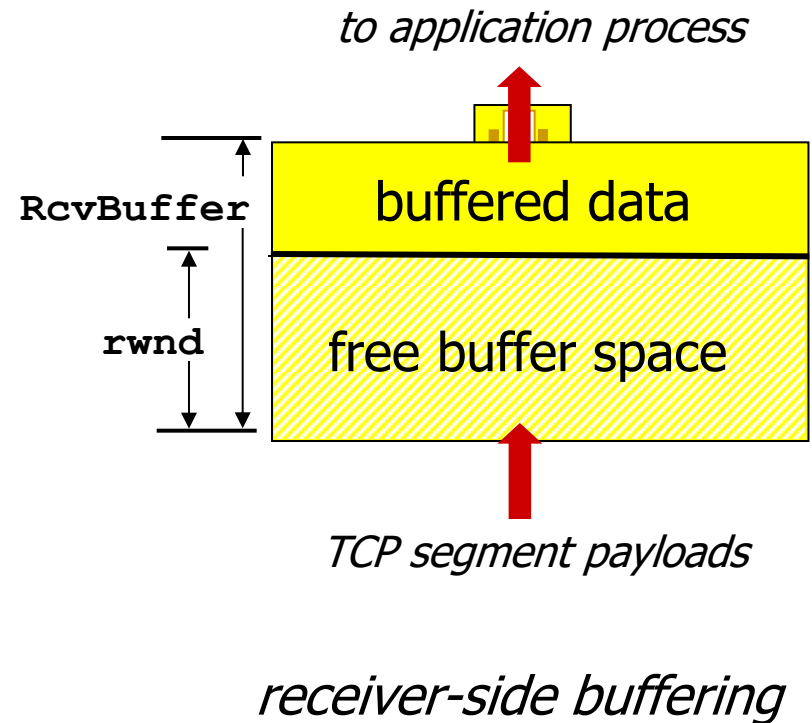 to application process
RcvBuffer
buffered data
rwnd
free buffer space
TCP segment payloads
receiver-side buffering